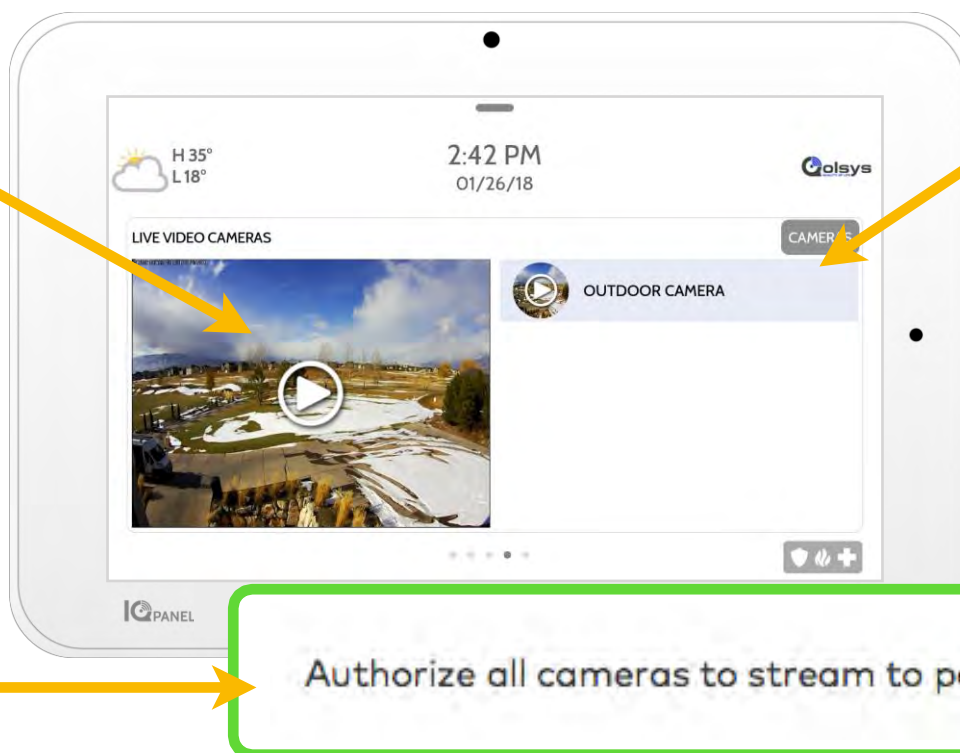 H 35°
L 18°
2:42 PM
01/26/18
Qolsys
LIVE VIDEO CAMERAS
CAMERAS
OUTDOOR CAMERA
IQ PANEL
Authorize all cameras to stream to